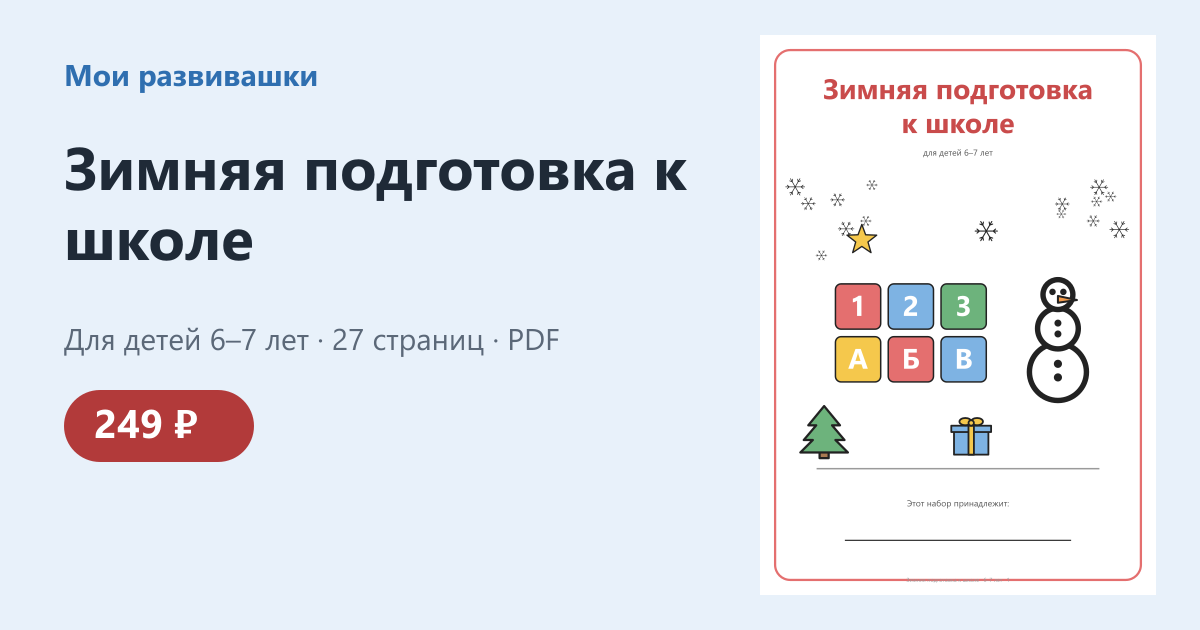 Мои развивашки
Зимняя подготовка к
школе
Для детей 6–7 лет · 27 страниц · PDF
249 ₽
Зимняя подготовка
к школе
для детей 6–7 лет
1 2 3
А Б В
Этот набор принадлежит: